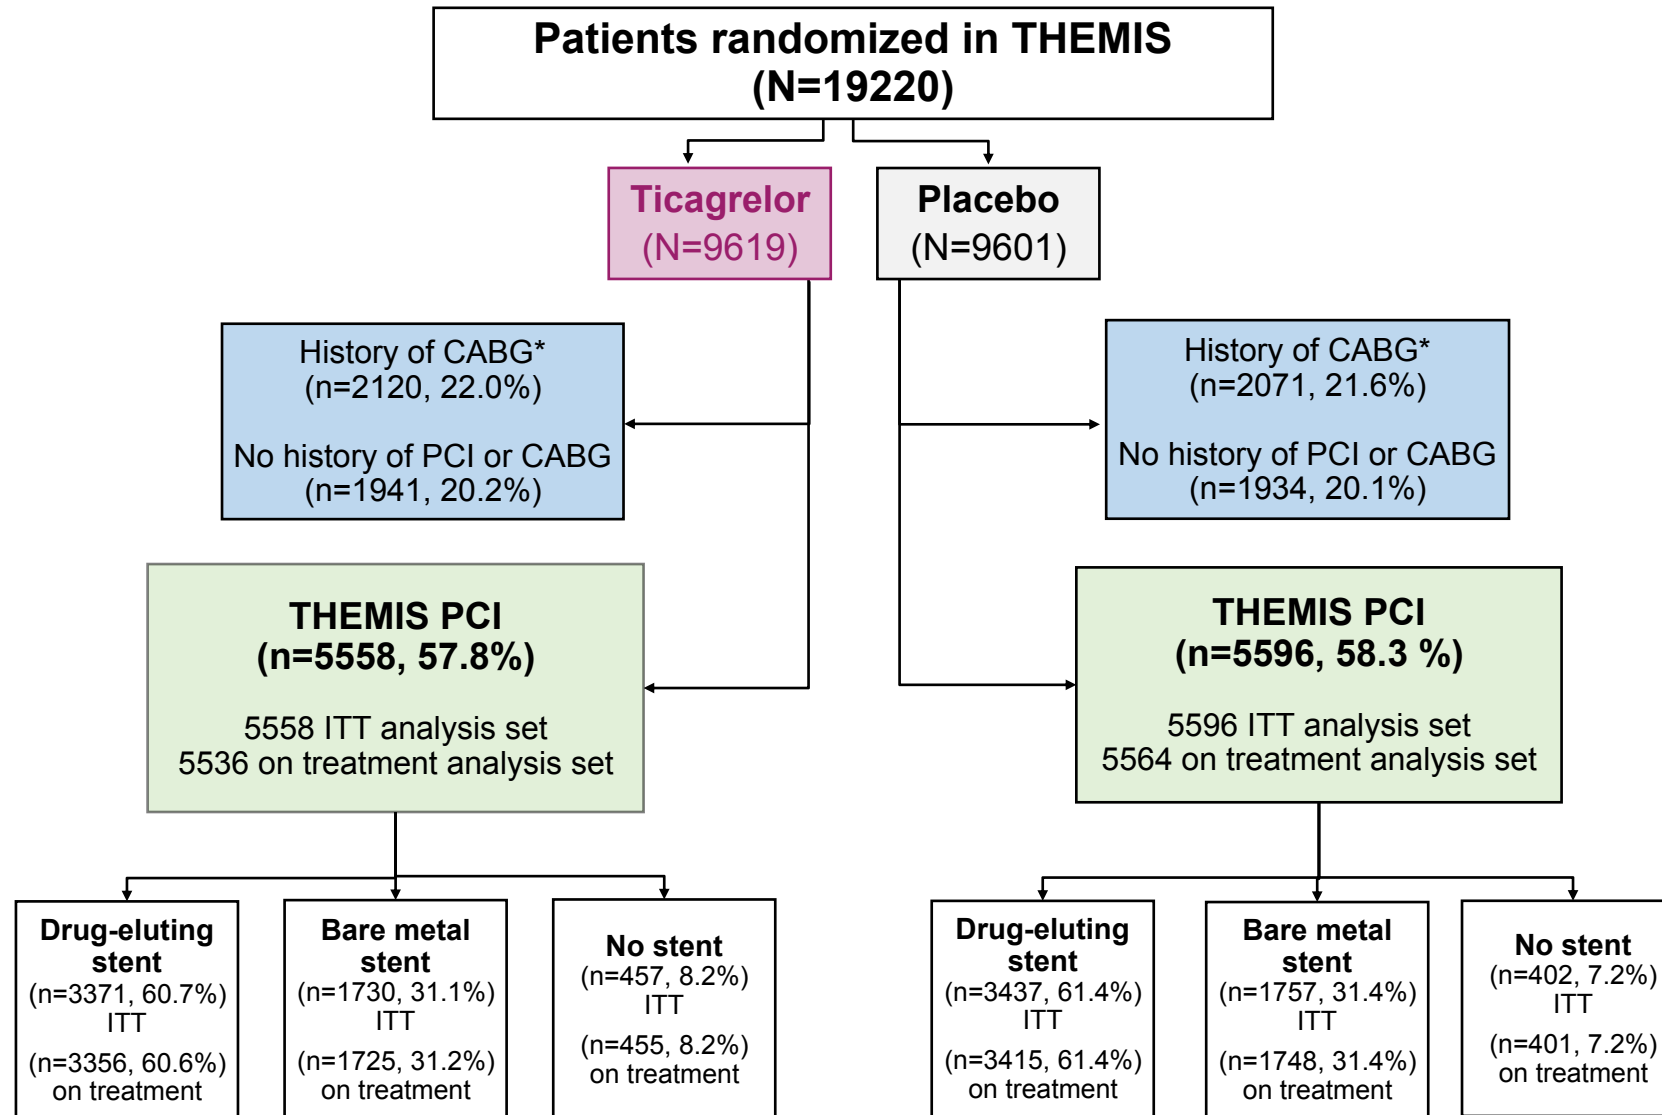 Patients randomized in THEMIS
(N=19220)
Ticagrelor
(N=9619)
Placebo
(N=9601)
History of CABG*
(n=2120, 22.0%)
No history of PCI or CABG
(n=1941, 20.2%)
History of CABG*
(n=2071, 21.6%)
No history of PCI or CABG
(n=1934, 20.1%)
THEMIS PCI
(n=5558, 57.8%)
5558 ITT analysis set
5536 on treatment analysis set
THEMIS PCI
(n=5596, 58.3 %)
5596 ITT analysis set
5564 on treatment analysis set
Drug-eluting
stent
(n=3371, 60.7%)
ITT
(n=3356, 60.6%)
on treatment
Bare metal
stent
(n=1730, 31.1%)
ITT
(n=1725, 31.2%)
on treatment
No stent
(n=457, 8.2%)
ITT
(n=455, 8.2%)
on treatment
Drug-eluting
stent
(n=3437, 61.4%)
ITT
(n=3415, 61.4%)
on treatment
Bare metal
stent
(n=1757, 31.4%)
ITT
(n=1748, 31.4%)
on treatment
No stent
(n=402, 7.2%)
ITT
(n=401, 7.2%)
on treatment